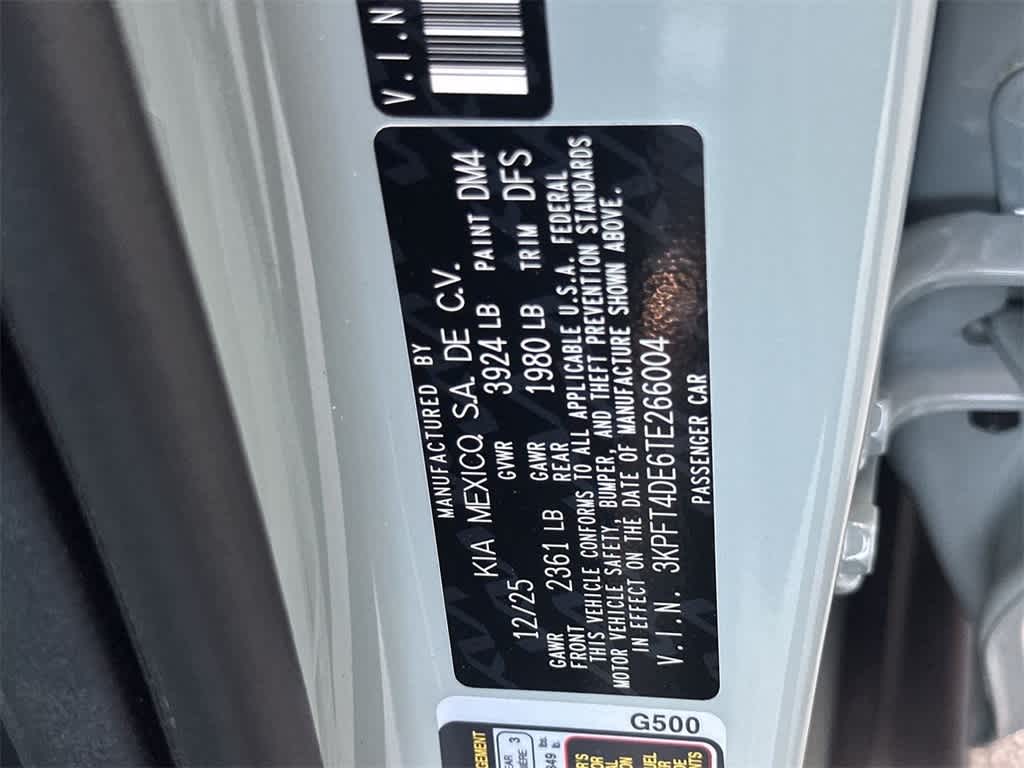 V.I.N
MANUFACTURED BY
KIA MEXICO, S.A. DE C.V.
12/25 GVWR 3924 LB PAINT DM4
GAWR FRONT 2361 LB GAWR REAR 1980 LB TRIM DFS
THIS VEHICLE CONFORMS TO ALL APPLICABLE U.S.A. FEDERAL
MOTOR VEHICLE SAFETY, BUMPER, AND THEFT PREVENTION STANDARDS
IN EFFECT ON THE DATE OF MANUFACTURE SHOWN ABOVE.
V.I.N. 3KPFT4DE6TE266004
PASSENGER CAR
G500
3